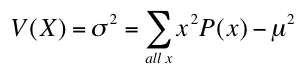 V(X) = σ² = ∑ x²P(x) − μ²
all x